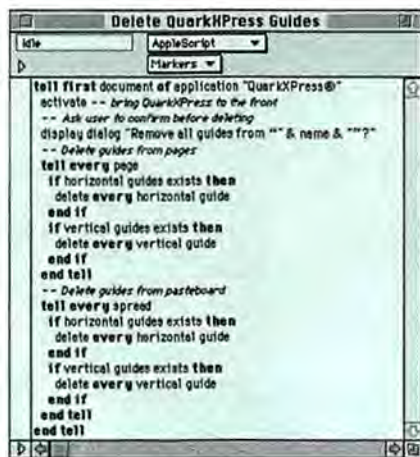 Delete QuarkXPress Guides
Idle
AppleScript
Markers
tell first document of application "QuarkXPress®"
activate -- bring QuarkXPress to the front
-- Ask user to confirm before deleting
display dialog "Remove all guides from “" & name & "”?"
-- Delete guides from pages
tell every page
if horizontal guides exists then
delete every horizontal guide
end if
if vertical guides exists then
delete every vertical guide
end if
end tell
-- Delete guides from pasteboard
tell every spread
if horizontal guides exists then
delete every horizontal guide
end if
if vertical guides exists then
delete every vertical guide
end if
end tell
end tell